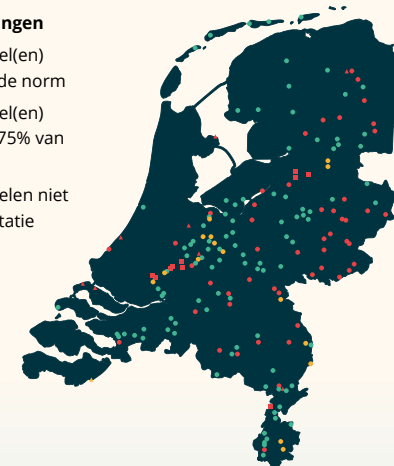 ngen
el(en)
de norm
el(en)
75% van
elen niet
tatie